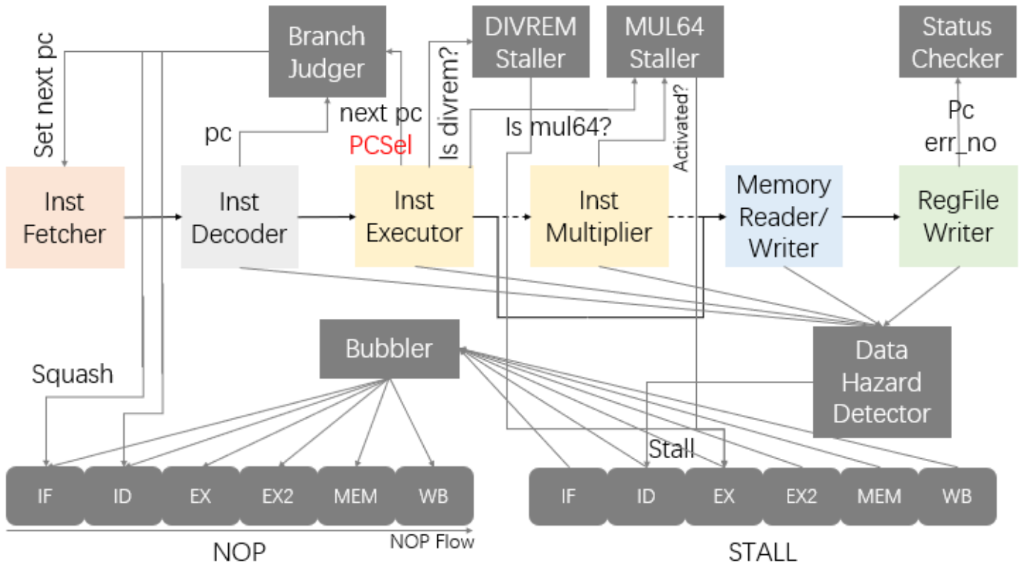 Branch
Judger
DIVREM
Staller
MUL64
Staller
Status
Checker
Set next pc
pc
next pc
PCSel
Is divrem?
Is mul64?
Activated?
Pc
err_no
Inst
Fetcher
Inst
Decoder
Inst
Executor
Inst
Multiplier
Memory
Reader/
Writer
RegFile
Writer
Bubbler
Data
Hazard
Detector
Squash
Stall
IF
ID
EX
EX2
MEM
WB
IF
ID
EX
EX2
MEM
WB
NOP Flow
NOP
STALL